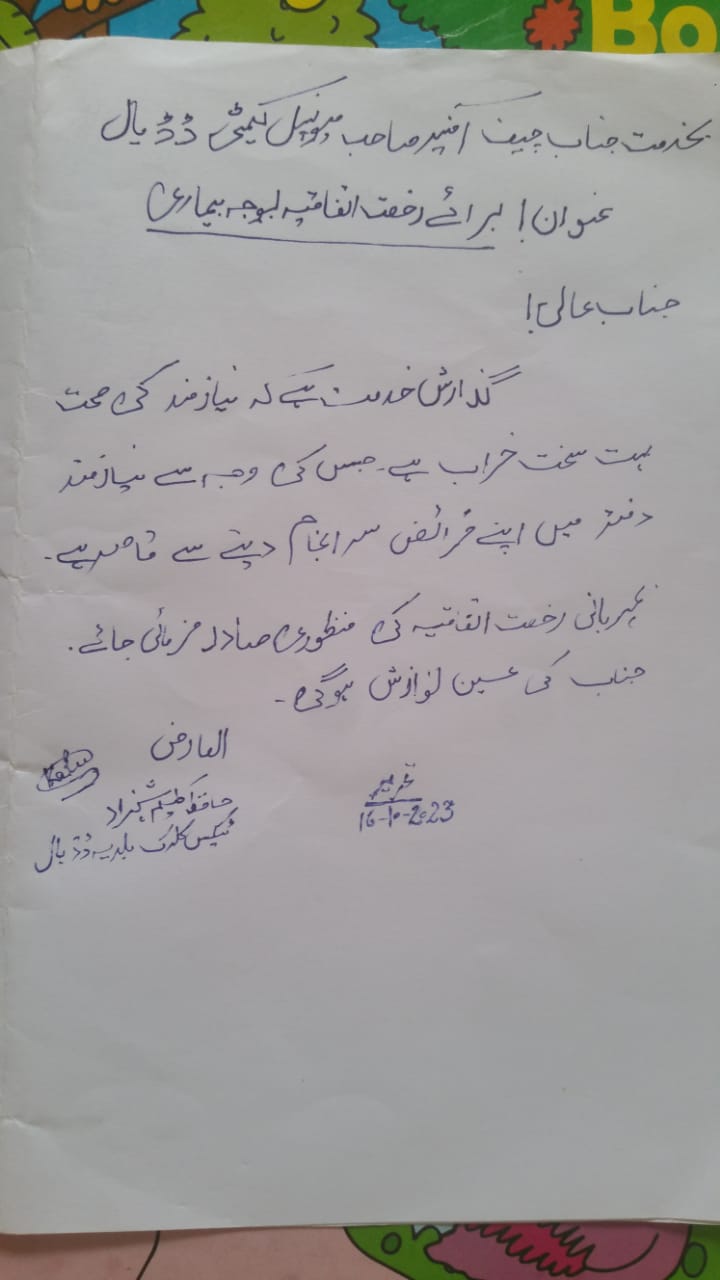 Bo
بخدمت جناب چیف آفیسر صاحب میونسپل کمیٹی ڈڈیال
عنوان! برائے رخصت اتفاقیہ بوجہ بیماری
جناب عالی!
گذارش خدمت ہے کہ نیازمند کی صحت
بہت سخت خراب ہے۔ جس کی وجہ سے نیازمند
دفتر میں اپنے فرائض سرانجام دینے سے قاصر ہے۔
بمہربانی رخصت اتفاقیہ کی منظوری صادر فرمائی جائے۔
جناب کی عین نوازش ہوگی۔
العارض
شہزاد
ٹیکس کلرک بلدیہ ڈڈیال
تحریر
16-10-2023